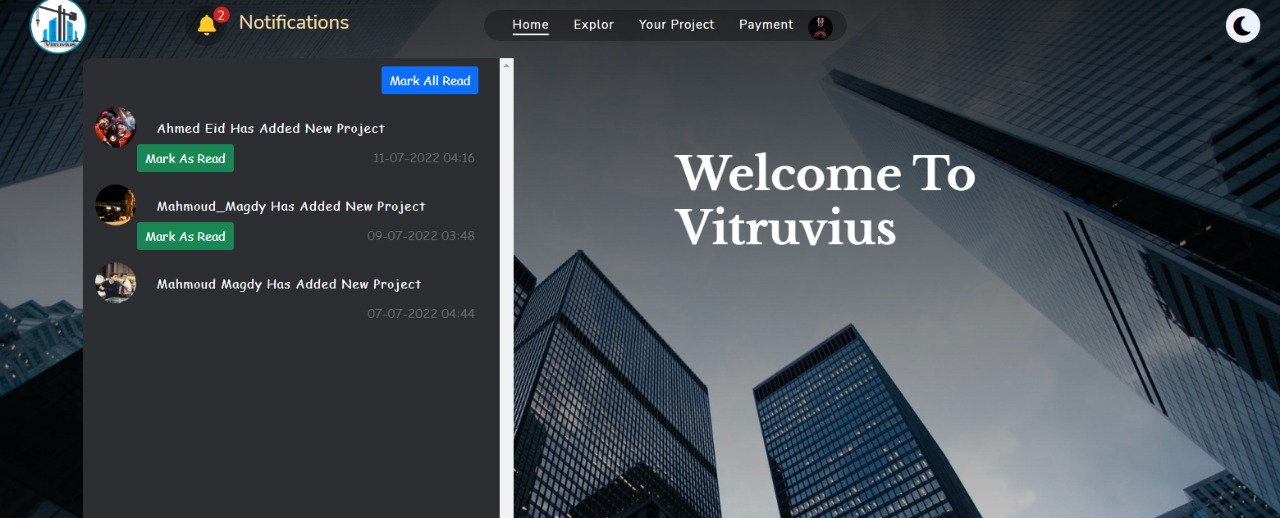 Vitruvius
2
Notifications
Home
Explor
Your Project
Payment
Mark All Read
Ahmed Eid Has Added New Project
Mark As Read
11-07-2022 04:16
Mahmoud_Magdy Has Added New Project
Mark As Read
09-07-2022 03:48
Mahmoud Magdy Has Added New Project
07-07-2022 04:44
Welcome To
Vitruvius